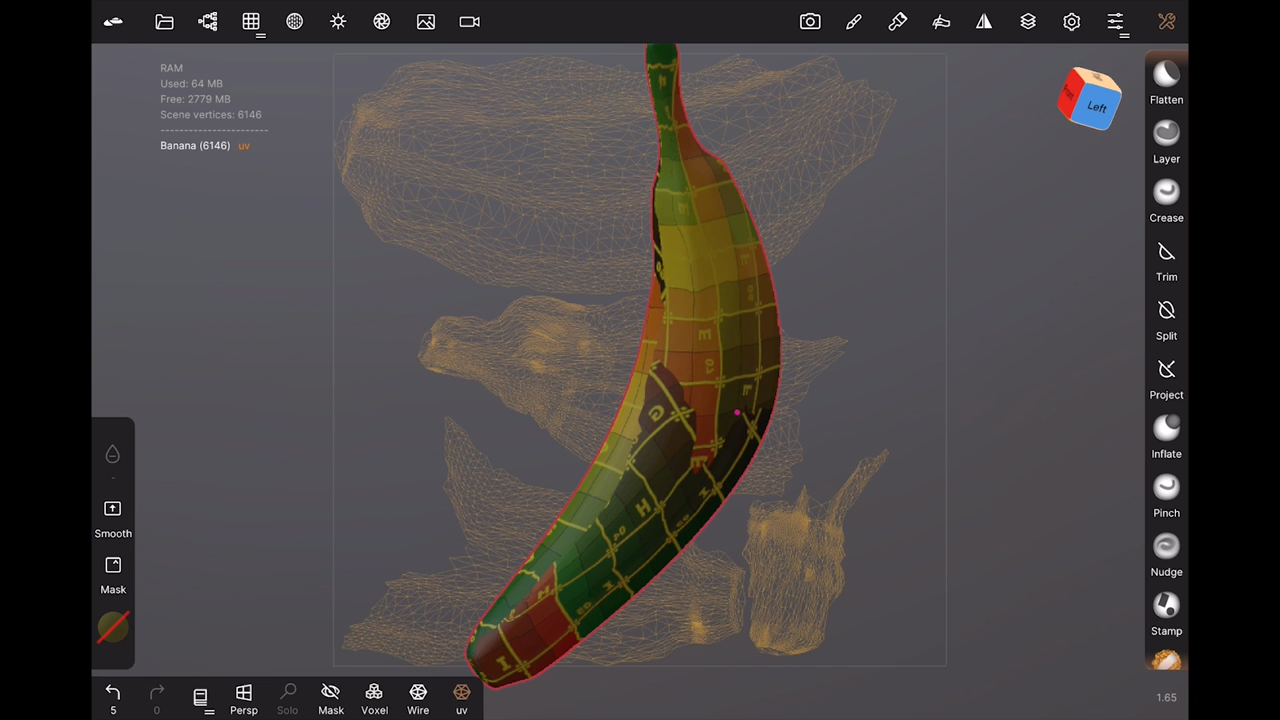 RAM
Used: 64 MB
Free: 2779 MB
Scene vertices: 6146
----------------------
Banana (6146) uv
Left
Flatten
Layer
Crease
Trim
Split
Project
Inflate
Pinch
Nudge
Stamp
1.65
Smooth
Mask
E
E
G
H
I
5
0
Persp
Solo
Mask
Voxel
Wire
uv